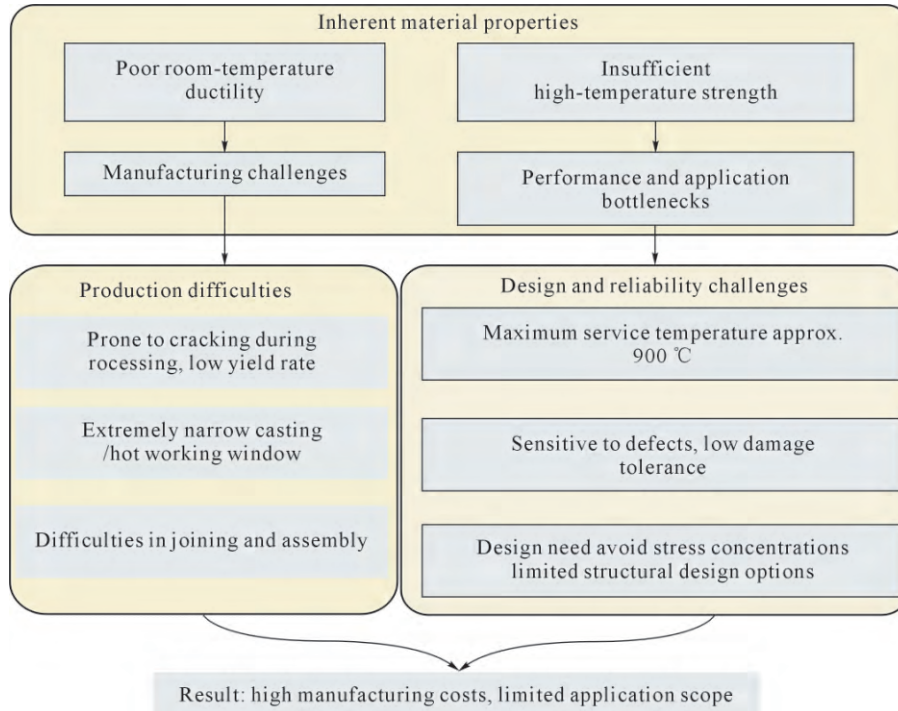 Inherent material properties
Poor room-temperature
ductility
Insufficient
high-temperature strength
Manufacturing challenges
Performance and application
bottlenecks
Production difficulties
Prone to cracking during
rocessing, low yield rate
Extremely narrow casting
/hot working window
Difficulties in joining and assembly
Design and reliability challenges
Maximum service temperature approx.
900 ℃
Sensitive to defects, low damage
tolerance
Design need avoid stress concentrations
limited structural design options
Result: high manufacturing costs, limited application scope